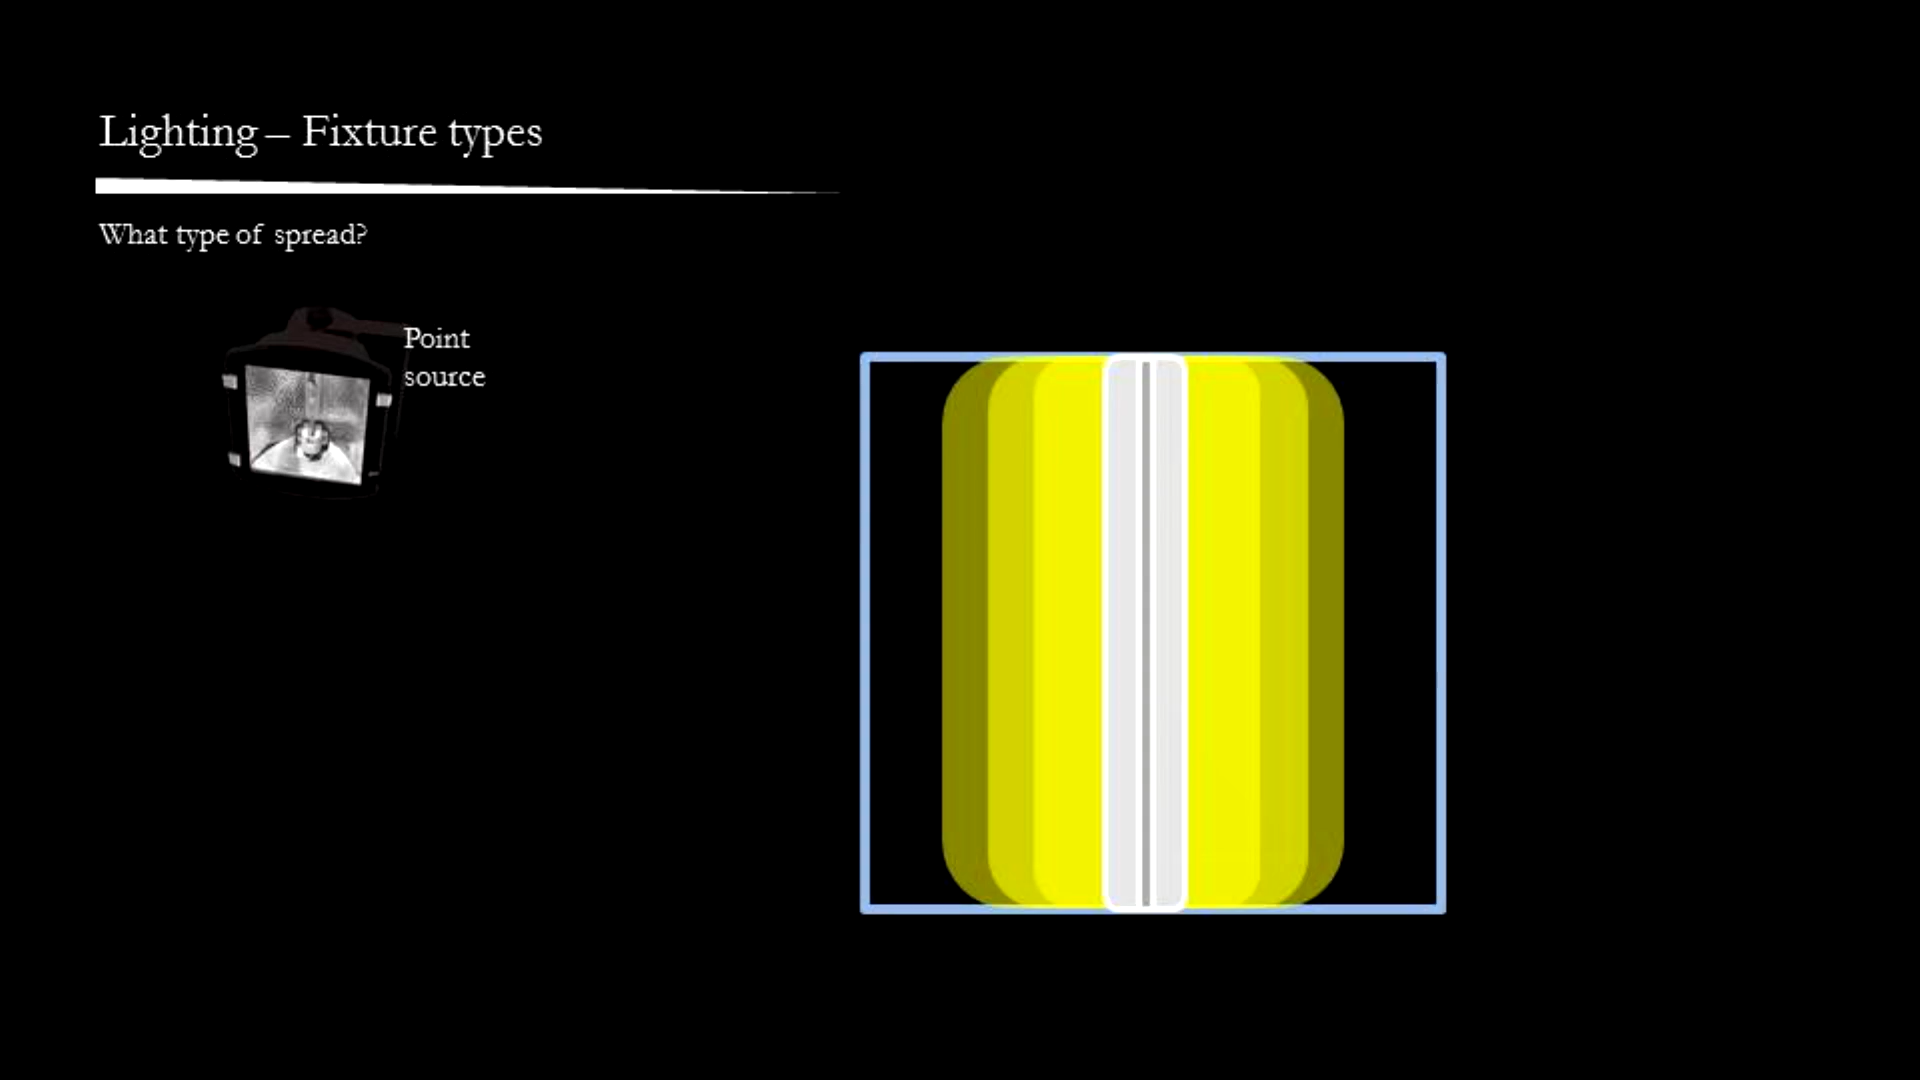 Lighting – Fixture types
What type of spread?
Point
source